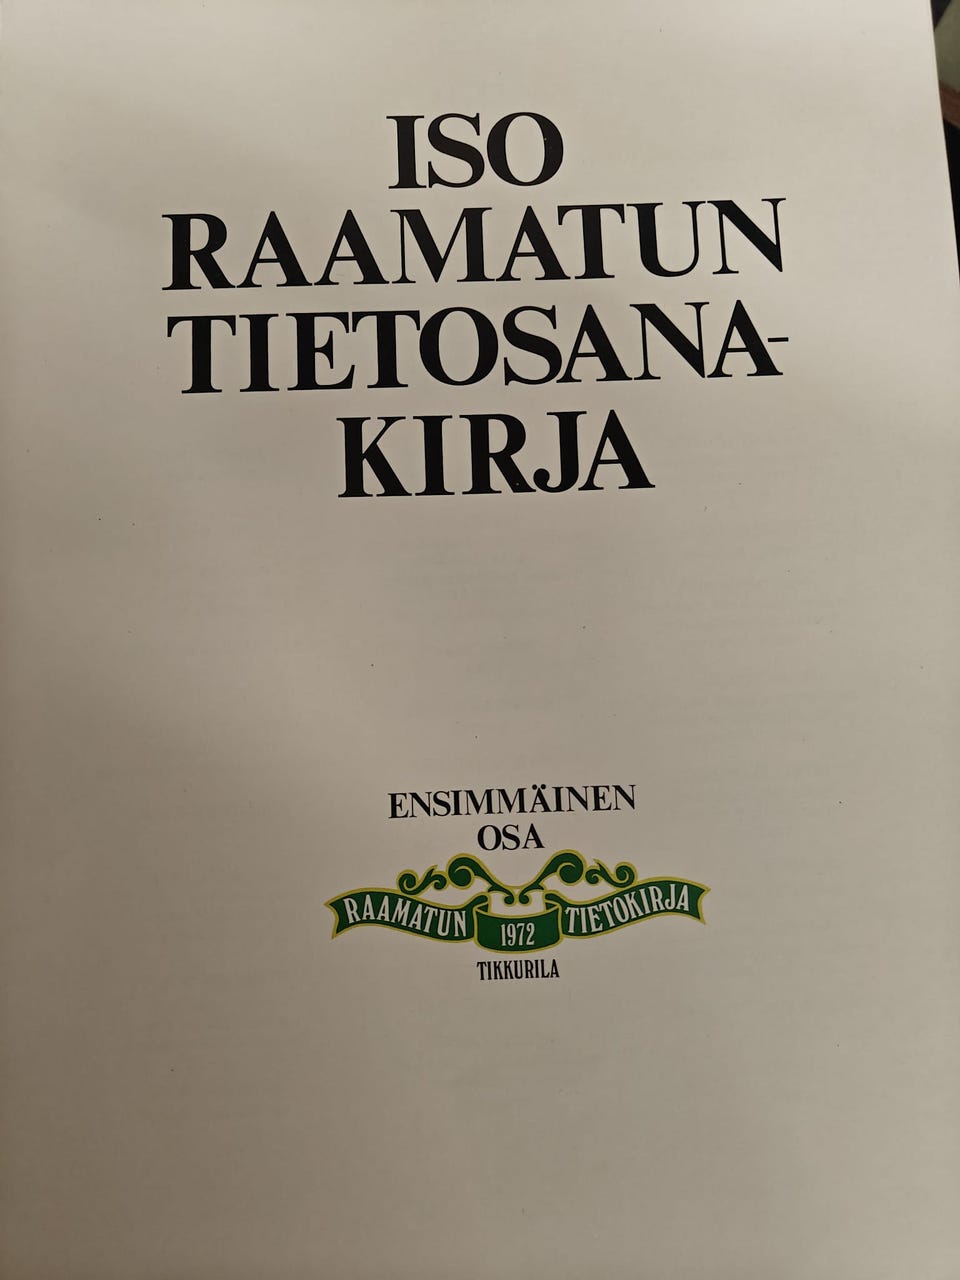 ISO
RAAMATUN
TIETOSANA-
KIRJA
ENSIMMÄINEN
OSA
RAAMATUN 1972 TIETOKIRJA
TIKKURILA